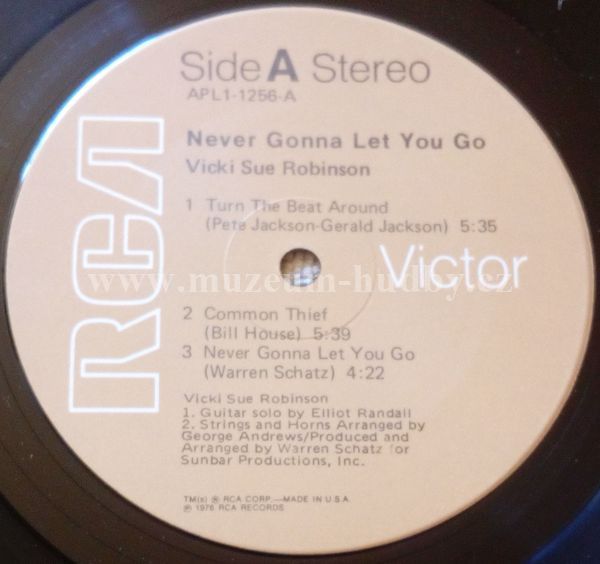 Side A Stereo
APL1-1256-A
Never Gonna Let You Go
Vicki Sue Robinson
1 Turn The Beat Around
(Pete Jackson-Gerald Jackson) 5:35
RCA
Victor
www.muzeum-hudby.cz
2 Common Thief
(Bill House) 5:39
3 Never Gonna Let You Go
(Warren Schatz) 4:22
Vicki Sue Robinson
1. Guitar solo by Elliot Randall
2. Strings and Horns Arranged by
George Andrews/Produced and
Arranged by Warren Schatz for
Sunbar Productions, Inc.
TM(s) ® RCA CORP.—MADE IN U.S.A.
℗ 1976 RCA RECORDS